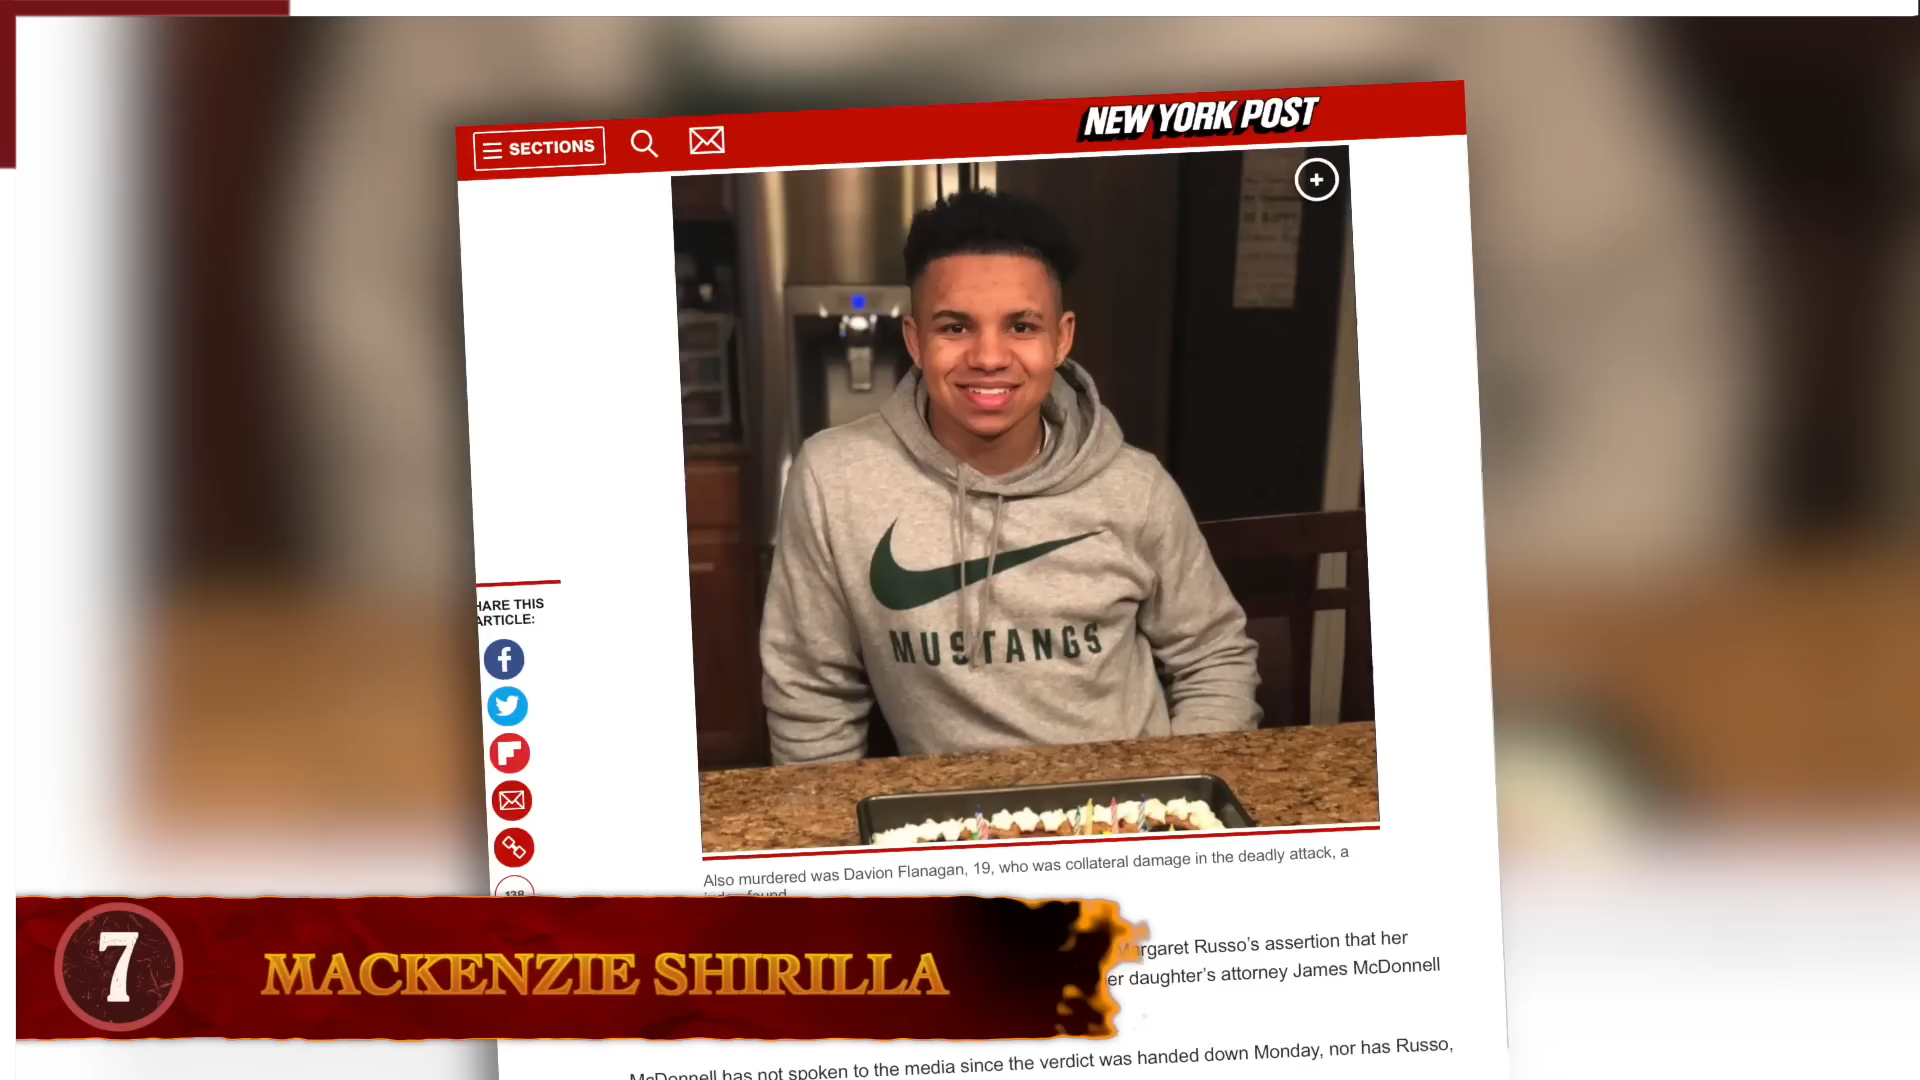 SECTIONS
NEW YORK POST
MUSTANGS
HARE THIS
ARTICLE:
Also murdered was Davion Flanagan, 19, who was collateral damage in the deadly attack, a
found
Margaret Russo's assertion that her
er daughter's attorney James McDonnell
7
MACKENZIE SHIRILLA
McDonnell has not spoken to the media since the verdict was handed down Monday, nor has Russo,